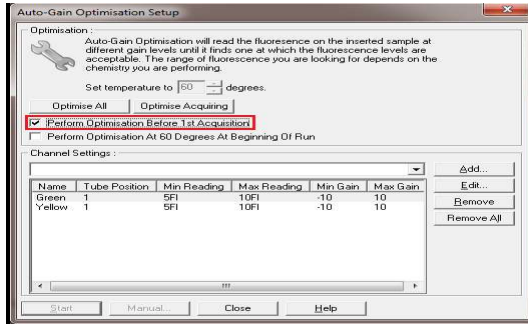 Auto-Gain Optimisation Setup
Optimisation :
Auto-Gain Optimisation will read the fluoresence on the inserted sample at
different gain levels until it finds one at which the fluorescence levels are
acceptable. The range of fluorescence you are looking for depends on the
chemistry you are performing.
Set temperature to 60 degrees.
Optimise All Optimise Acquiring
Perform Optimisation Before 1st Acquisition
Perform Optimisation At 60 Degrees At Beginning Of Run
Channel Settings :
Add...
Name Tube Position Min Reading Max Reading Min Gain Max Gain
Edit...
Green 1 5Fl 10Fl -10 10
Yellow 1 5Fl 10Fl -10 10
Remove
Remove All
Start Manual... Close Help